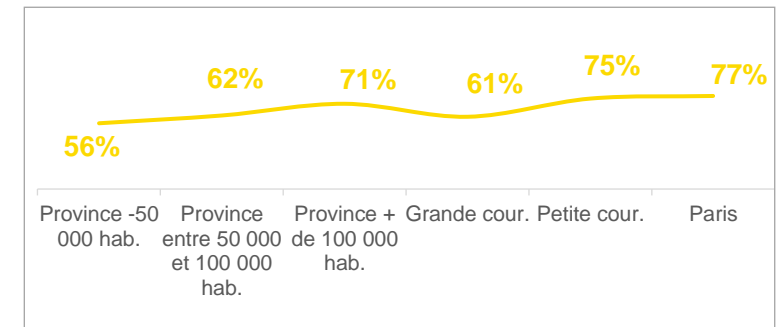 56%
62%
71%
61%
75%
77%
Province -50
000 hab.
Province
entre 50 000
et 100 000
hab.
Province +
de 100 000
hab.
Grande cour.
Petite cour.
Paris